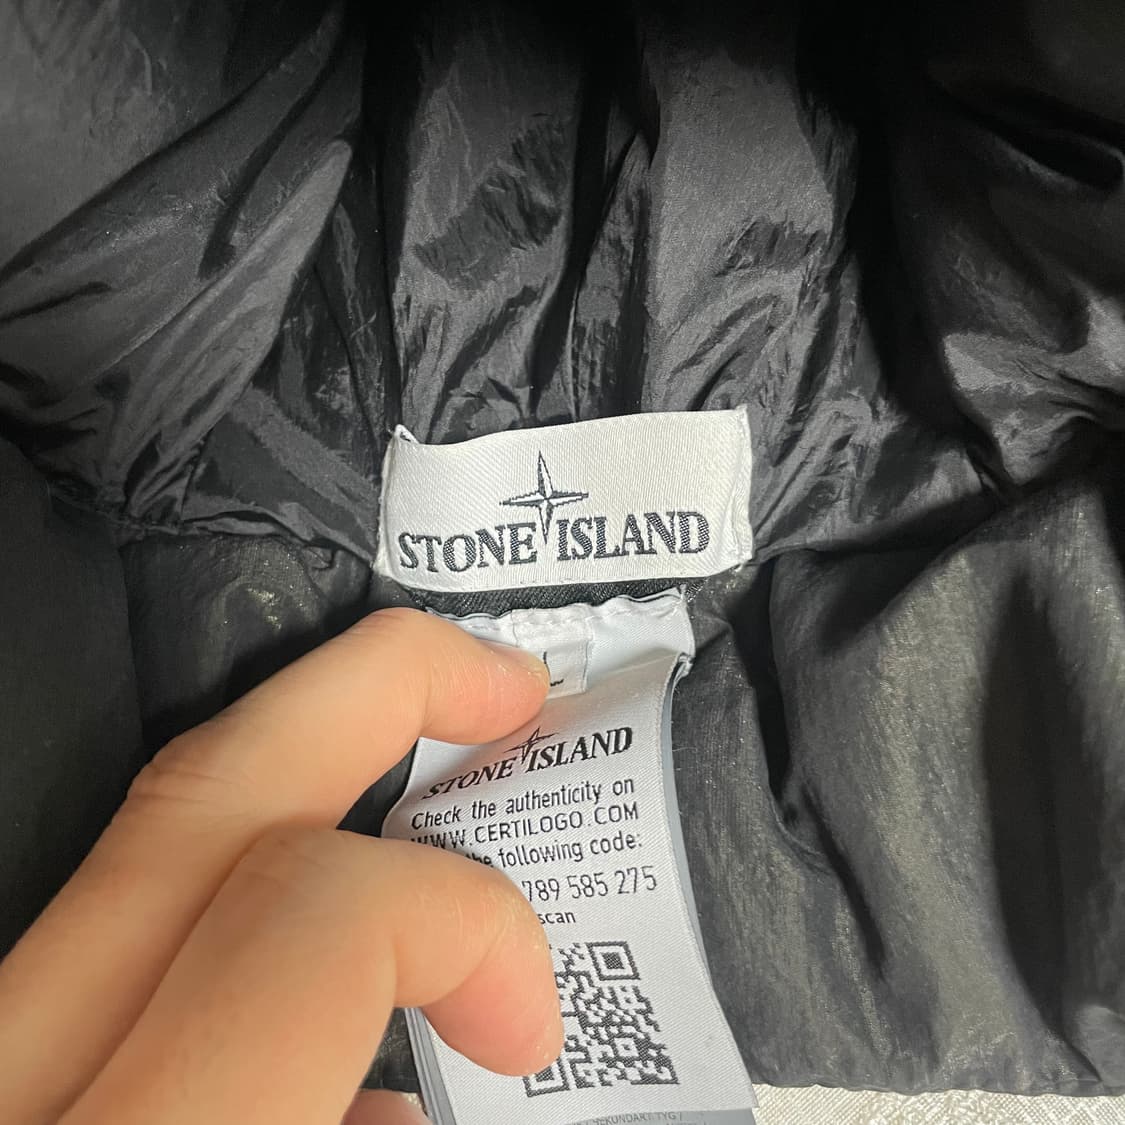 STONE ISLAND
L
STONE ISLAND
Check the authenticity on
WWW.CERTILOGO.COM
the following code:
789 585 275
scan